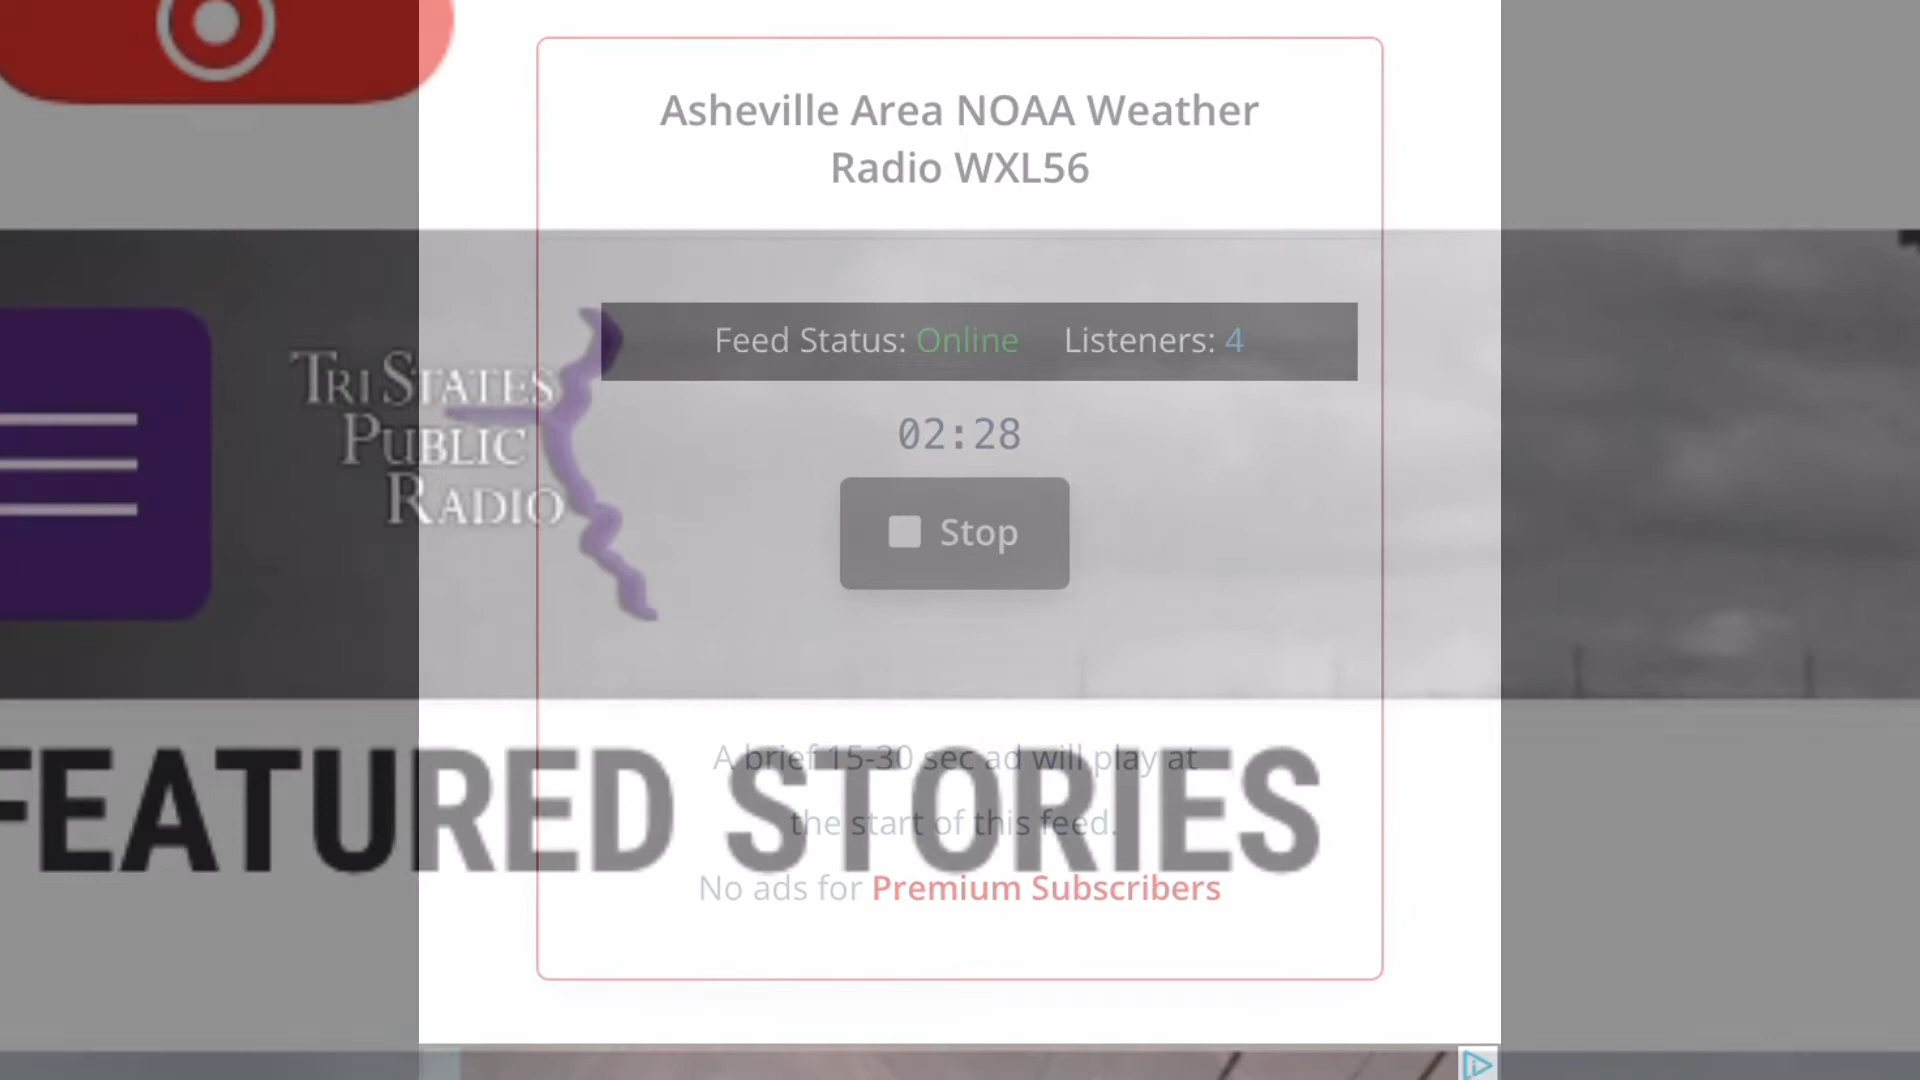 Asheville Area NOAA Weather
Radio WXL56
Feed Status: Online Listeners: 4
02:28
Stop
TRI STATES
PUBLIC
RADIO
FEATURED STORIES
A brief 15-30 sec ad will play at
the start of this feed.
No ads for Premium Subscribers